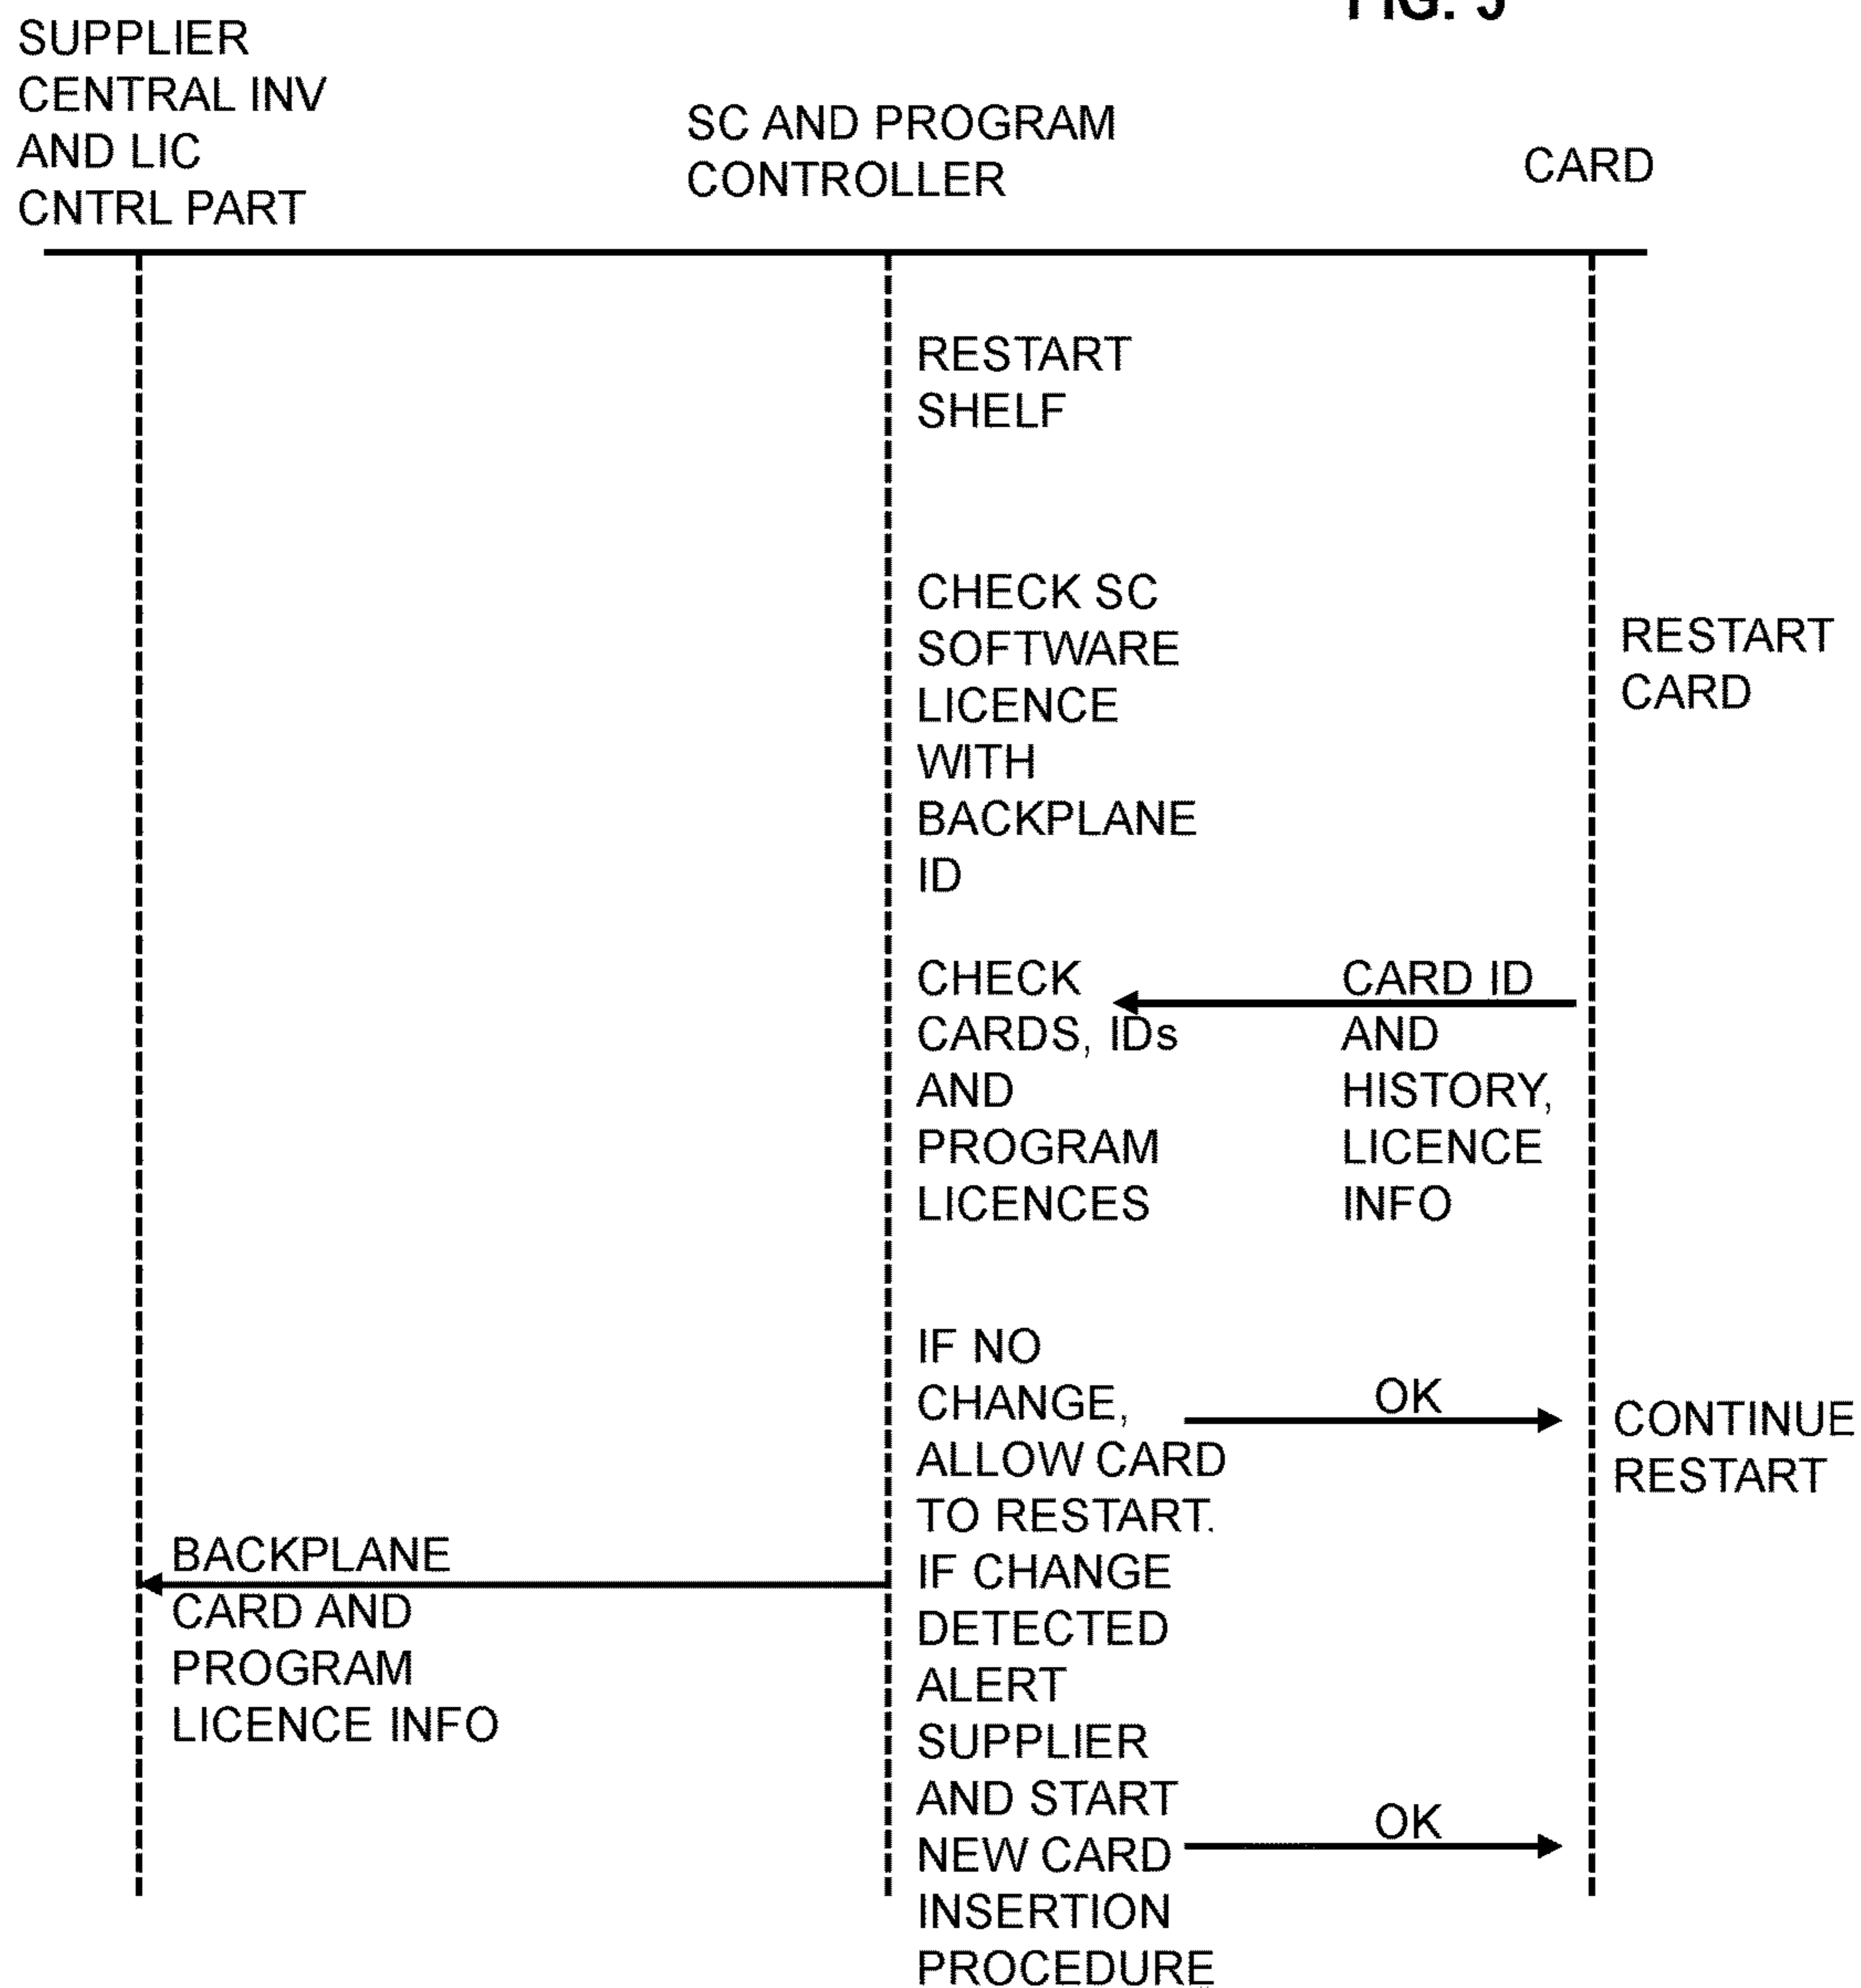 FIG.
SUPPLIER
CENTRAL INV
AND LIC
CNTRL PART
SC AND PROGRAM
CONTROLLER
CARD
RESTART
SHELF
CHECK SC
SOFTWARE
LICENCE
WITH
BACKPLANE
ID
RESTART
CARD
CHECK
CARDS, IDs
AND
PROGRAM
LICENCES
CARD ID
AND
HISTORY,
LICENCE
INFO
IF NO
CHANGE,
ALLOW CARD
TO RESTART.
IF CHANGE
DETECTED
ALERT
SUPPLIER
AND START
NEW CARD
INSERTION
PROCEDURE
OK
CONTINUE
RESTART
BACKPLANE
CARD AND
PROGRAM
LICENCE INFO
OK